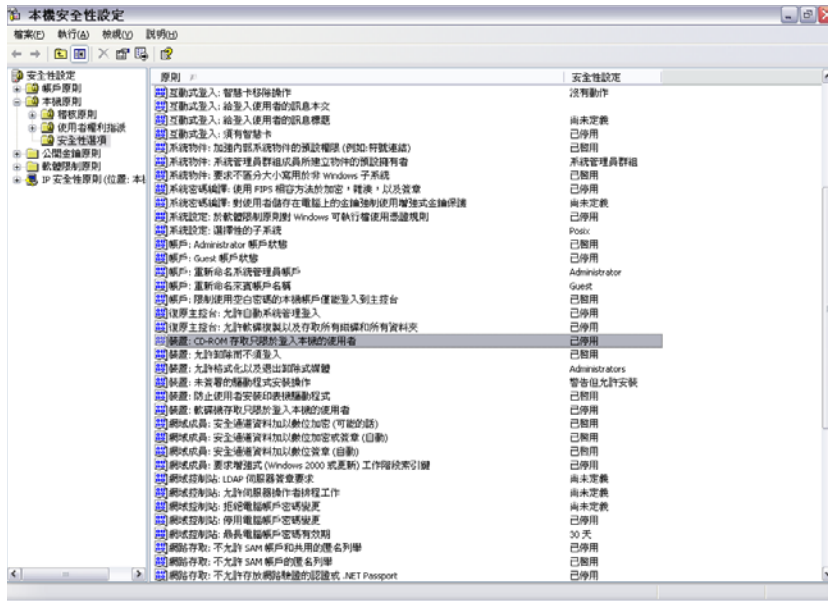 本機安全性設定
檔案(F) 執行(A) 檢視(V) 說明(H)
安全性設定
帳戶原則
本機原則
稽核原則
使用者權利指派
安全性選項
公開金鑰原則
軟體限制原則
IP 安全性原則 (位置: 本
原則 安全性設定
互動式登入: 智慧卡移除操作 沒有動作
互動式登入: 給登入使用者的訊息本文
互動式登入: 給登入使用者的訊息標題 尚未定義
互動式登入: 須有智慧卡 已停用
系統物件: 加強內部系統物件的預設權限 (例如: 符號連結) 已啟用
系統物件: 系統管理員群組成員所建立物件的預設擁有者 系統管理員群組
系統物件: 要求不區分大小寫用於非 Windows 子系統 已啟用
系統密碼編譯: 使用 FIPS 相容方法於加密,雜湊,以及簽章 已停用
系統密碼編譯: 對使用者儲存在電腦上的金鑰強制使用增強式金鑰保護 尚未定義
系統設定: 於軟體限制原則對 Windows 可執行檔使用憑證規則 已停用
系統設定: 選擇性的子系統 Posix
帳戶: Administrator 帳戶狀態 已啟用
帳戶: Guest 帳戶狀態 已停用
帳戶: 重新命名系統管理員帳戶 Administrator
帳戶: 重新命名來賓帳戶名稱 Guest
帳戶: 限制使用空白密碼的本機帳戶僅能登入到主控台 已啟用
復原主控台: 允許自動系統管理登入 已停用
復原主控台: 允許軟碟複製以及存取所有磁碟和所有資料夾 已停用
裝置: CD-ROM 存取只限於登入本機的使用者 已停用
裝置: 允許卸除而不須登入 已啟用
裝置: 允許格式化以及退出卸除式媒體 Administrators
裝置: 未簽署的驅動程式安裝操作 警告但允許安裝
裝置: 防止使用者安裝印表機驅動程式 已啟用
裝置: 軟碟機存取只限於登入本機的使用者 已停用
網域成員: 安全通道資料加以數位加密 (可能的話) 已啟用
網域成員: 安全通道資料加以數位加密或簽章 (自動) 已啟用
網域成員: 安全通道資料加以數位簽章 (自動) 已啟用
網域成員: 要求增強式 (Windows 2000 或更新) 工作階段索引鍵 已停用
網域控制站: LDAP 伺服器簽章要求 尚未定義
網域控制站: 允許伺服器操作者排程工作 尚未定義
網域控制站: 拒絕電腦帳戶密碼變更 尚未定義
網域控制站: 停用電腦帳戶密碼變更 已停用
網域控制站: 最長電腦帳戶密碼有效期 30 天
網路存取: 不允許 SAM 帳戶和共用的匿名列舉 已停用
網路存取: 不允許 SAM 帳戶的匿名列舉 已啟用
網路存取: 不允許存放網路驗證的認證或 .NET Passport 已停用